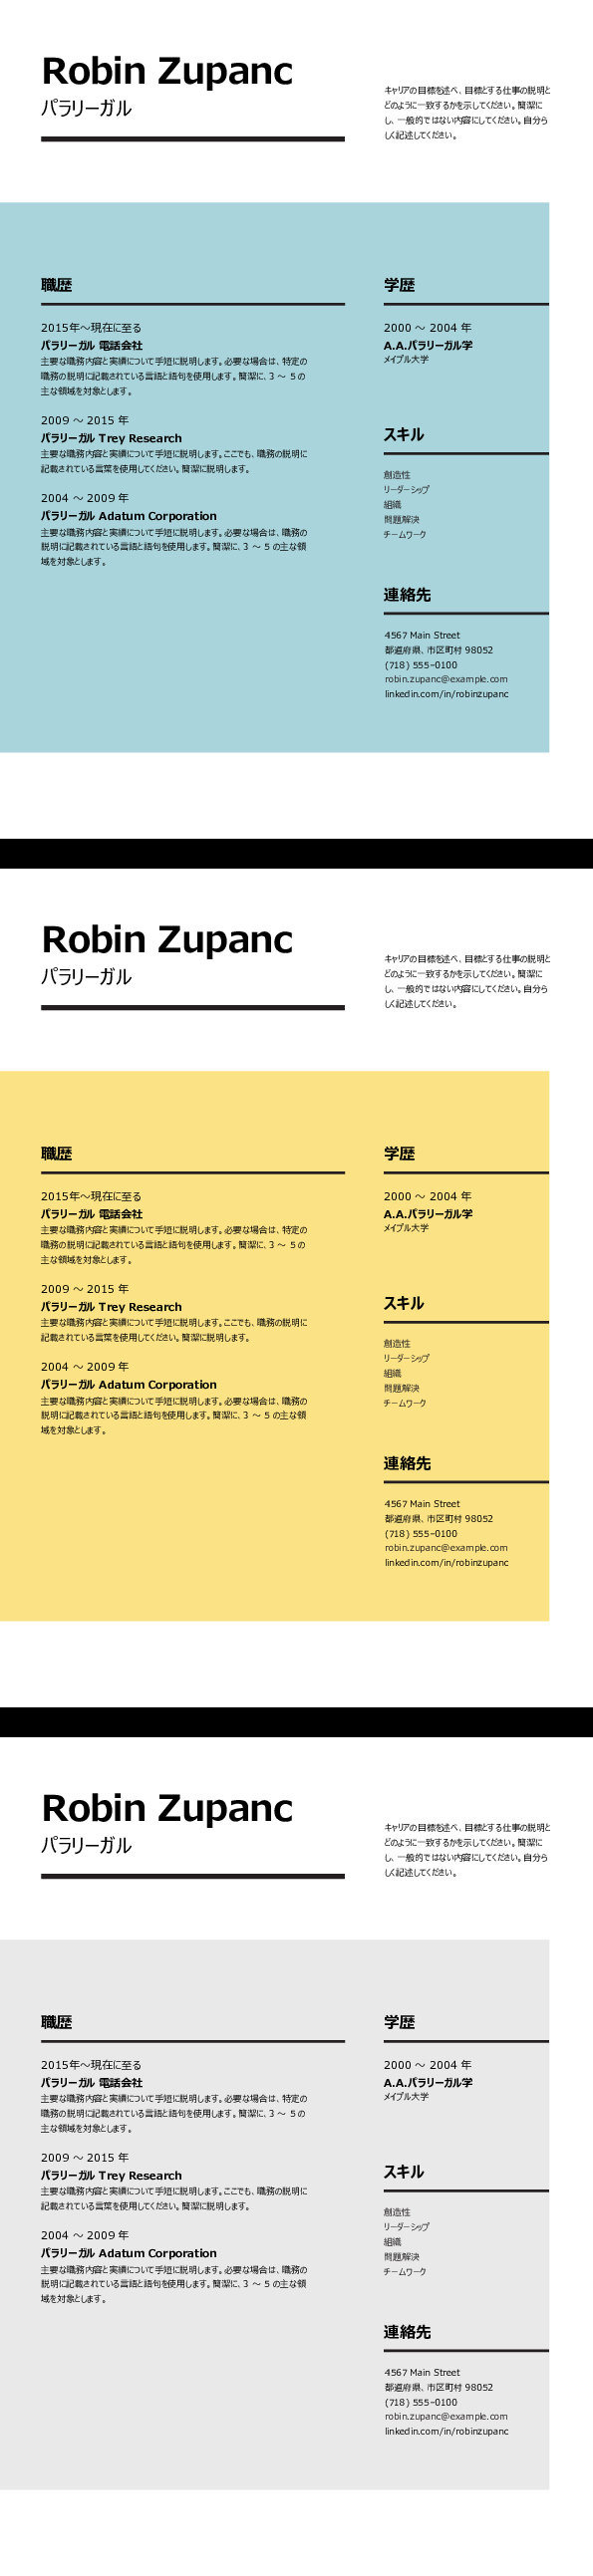 Robin Zupanc
パラリーガル
キャリアの目標を述べ、目標とする仕事の説明と
どのように一致するかを示してください。簡潔に
し、一般的ではない内容にしてください。自分ら
しく記述してください。
職歴
2015年～現在に至る
パラリーガル 電話会社
主要な職務内容と実績について手短に説明します。必要な場合は、特定の
職務の説明に記載されている言語と語句を使用します。簡潔に、3 ～ 5 の
主な領域を対象とします。
2009 ～ 2015 年
パラリーガル Trey Research
主要な職務内容と実績について手短に説明します。ここでも、職務の説明に
記載されている言葉を使用してください。簡潔に説明します。
2004 ～ 2009 年
パラリーガル Adatum Corporation
主要な職務内容と実績について手短に説明します。必要な場合は、職務の
説明に記載されている言語と語句を使用します。簡潔に、3 ～ 5 の主な領
域を対象とします。
学歴
2000 ～ 2004 年
A.A.パラリーガル学
メイプル大学
スキル
創造性
リーダーシップ
組織
問題解決
チームワーク
連絡先
4567 Main Street
都道府県、市区町村 98052
(718) 555-0100
robin.zupanc@example.com
linkedin.com/in/robinzupanc
Robin Zupanc
パラリーガル
キャリアの目標を述べ、目標とする仕事の説明と
どのように一致するかを示してください。簡潔に
し、一般的ではない内容にしてください。自分ら
しく記述してください。
職歴
2015年～現在に至る
パラリーガル 電話会社
主要な職務内容と実績について手短に説明します。必要な場合は、特定の
職務の説明に記載されている言語と語句を使用します。簡潔に、3 ～ 5 の
主な領域を対象とします。
2009 ～ 2015 年
パラリーガル Trey Research
主要な職務内容と実績について手短に説明します。ここでも、職務の説明に
記載されている言葉を使用してください。簡潔に説明します。
2004 ～ 2009 年
パラリーガル Adatum Corporation
主要な職務内容と実績について手短に説明します。必要な場合は、職務の
説明に記載されている言語と語句を使用します。簡潔に、3 ～ 5 の主な領
域を対象とします。
学歴
2000 ～ 2004 年
A.A.パラリーガル学
メイプル大学
スキル
創造性
リーダーシップ
組織
問題解決
チームワーク
連絡先
4567 Main Street
都道府県、市区町村 98052
(718) 555-0100
robin.zupanc@example.com
linkedin.com/in/robinzupanc
Robin Zupanc
パラリーガル
キャリアの目標を述べ、目標とする仕事の説明と
どのように一致するかを示してください。簡潔に
し、一般的ではない内容にしてください。自分ら
しく記述してください。
職歴
2015年～現在に至る
パラリーガル 電話会社
主要な職務内容と実績について手短に説明します。必要な場合は、特定の
職務の説明に記載されている言語と語句を使用します。簡潔に、3 ～ 5 の
主な領域を対象とします。
2009 ～ 2015 年
パラリーガル Trey Research
主要な職務内容と実績について手短に説明します。ここでも、職務の説明に
記載されている言葉を使用してください。簡潔に説明します。
2004 ～ 2009 年
パラリーガル Adatum Corporation
主要な職務内容と実績について手短に説明します。必要な場合は、職務の
説明に記載されている言語と語句を使用します。簡潔に、3 ～ 5 の主な領
域を対象とします。
学歴
2000 ～ 2004 年
A.A.パラリーガル学
メイプル大学
スキル
創造性
リーダーシップ
組織
問題解決
チームワーク
連絡先
4567 Main Street
都道府県、市区町村 98052
(718) 555-0100
robin.zupanc@example.com
linkedin.com/in/robinzupanc